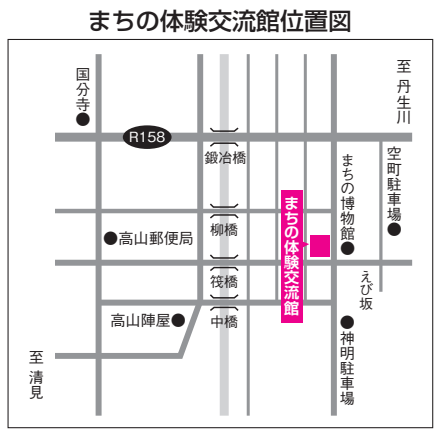 まちの体験交流館位置図
国分寺
至 丹生川
R158
鍛冶橋
まちの博物館
空町駐車場
まちの体験交流館
柳橋
高山郵便局
筏橋
えび坂
高山陣屋
中橋
神明駐車場
至 清見